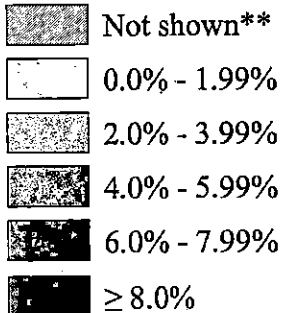 Not shown**
0.0% - 1.99%
2.0% - 3.99%
4.0% - 5.99%
6.0% - 7.99%
≥ 8.0%